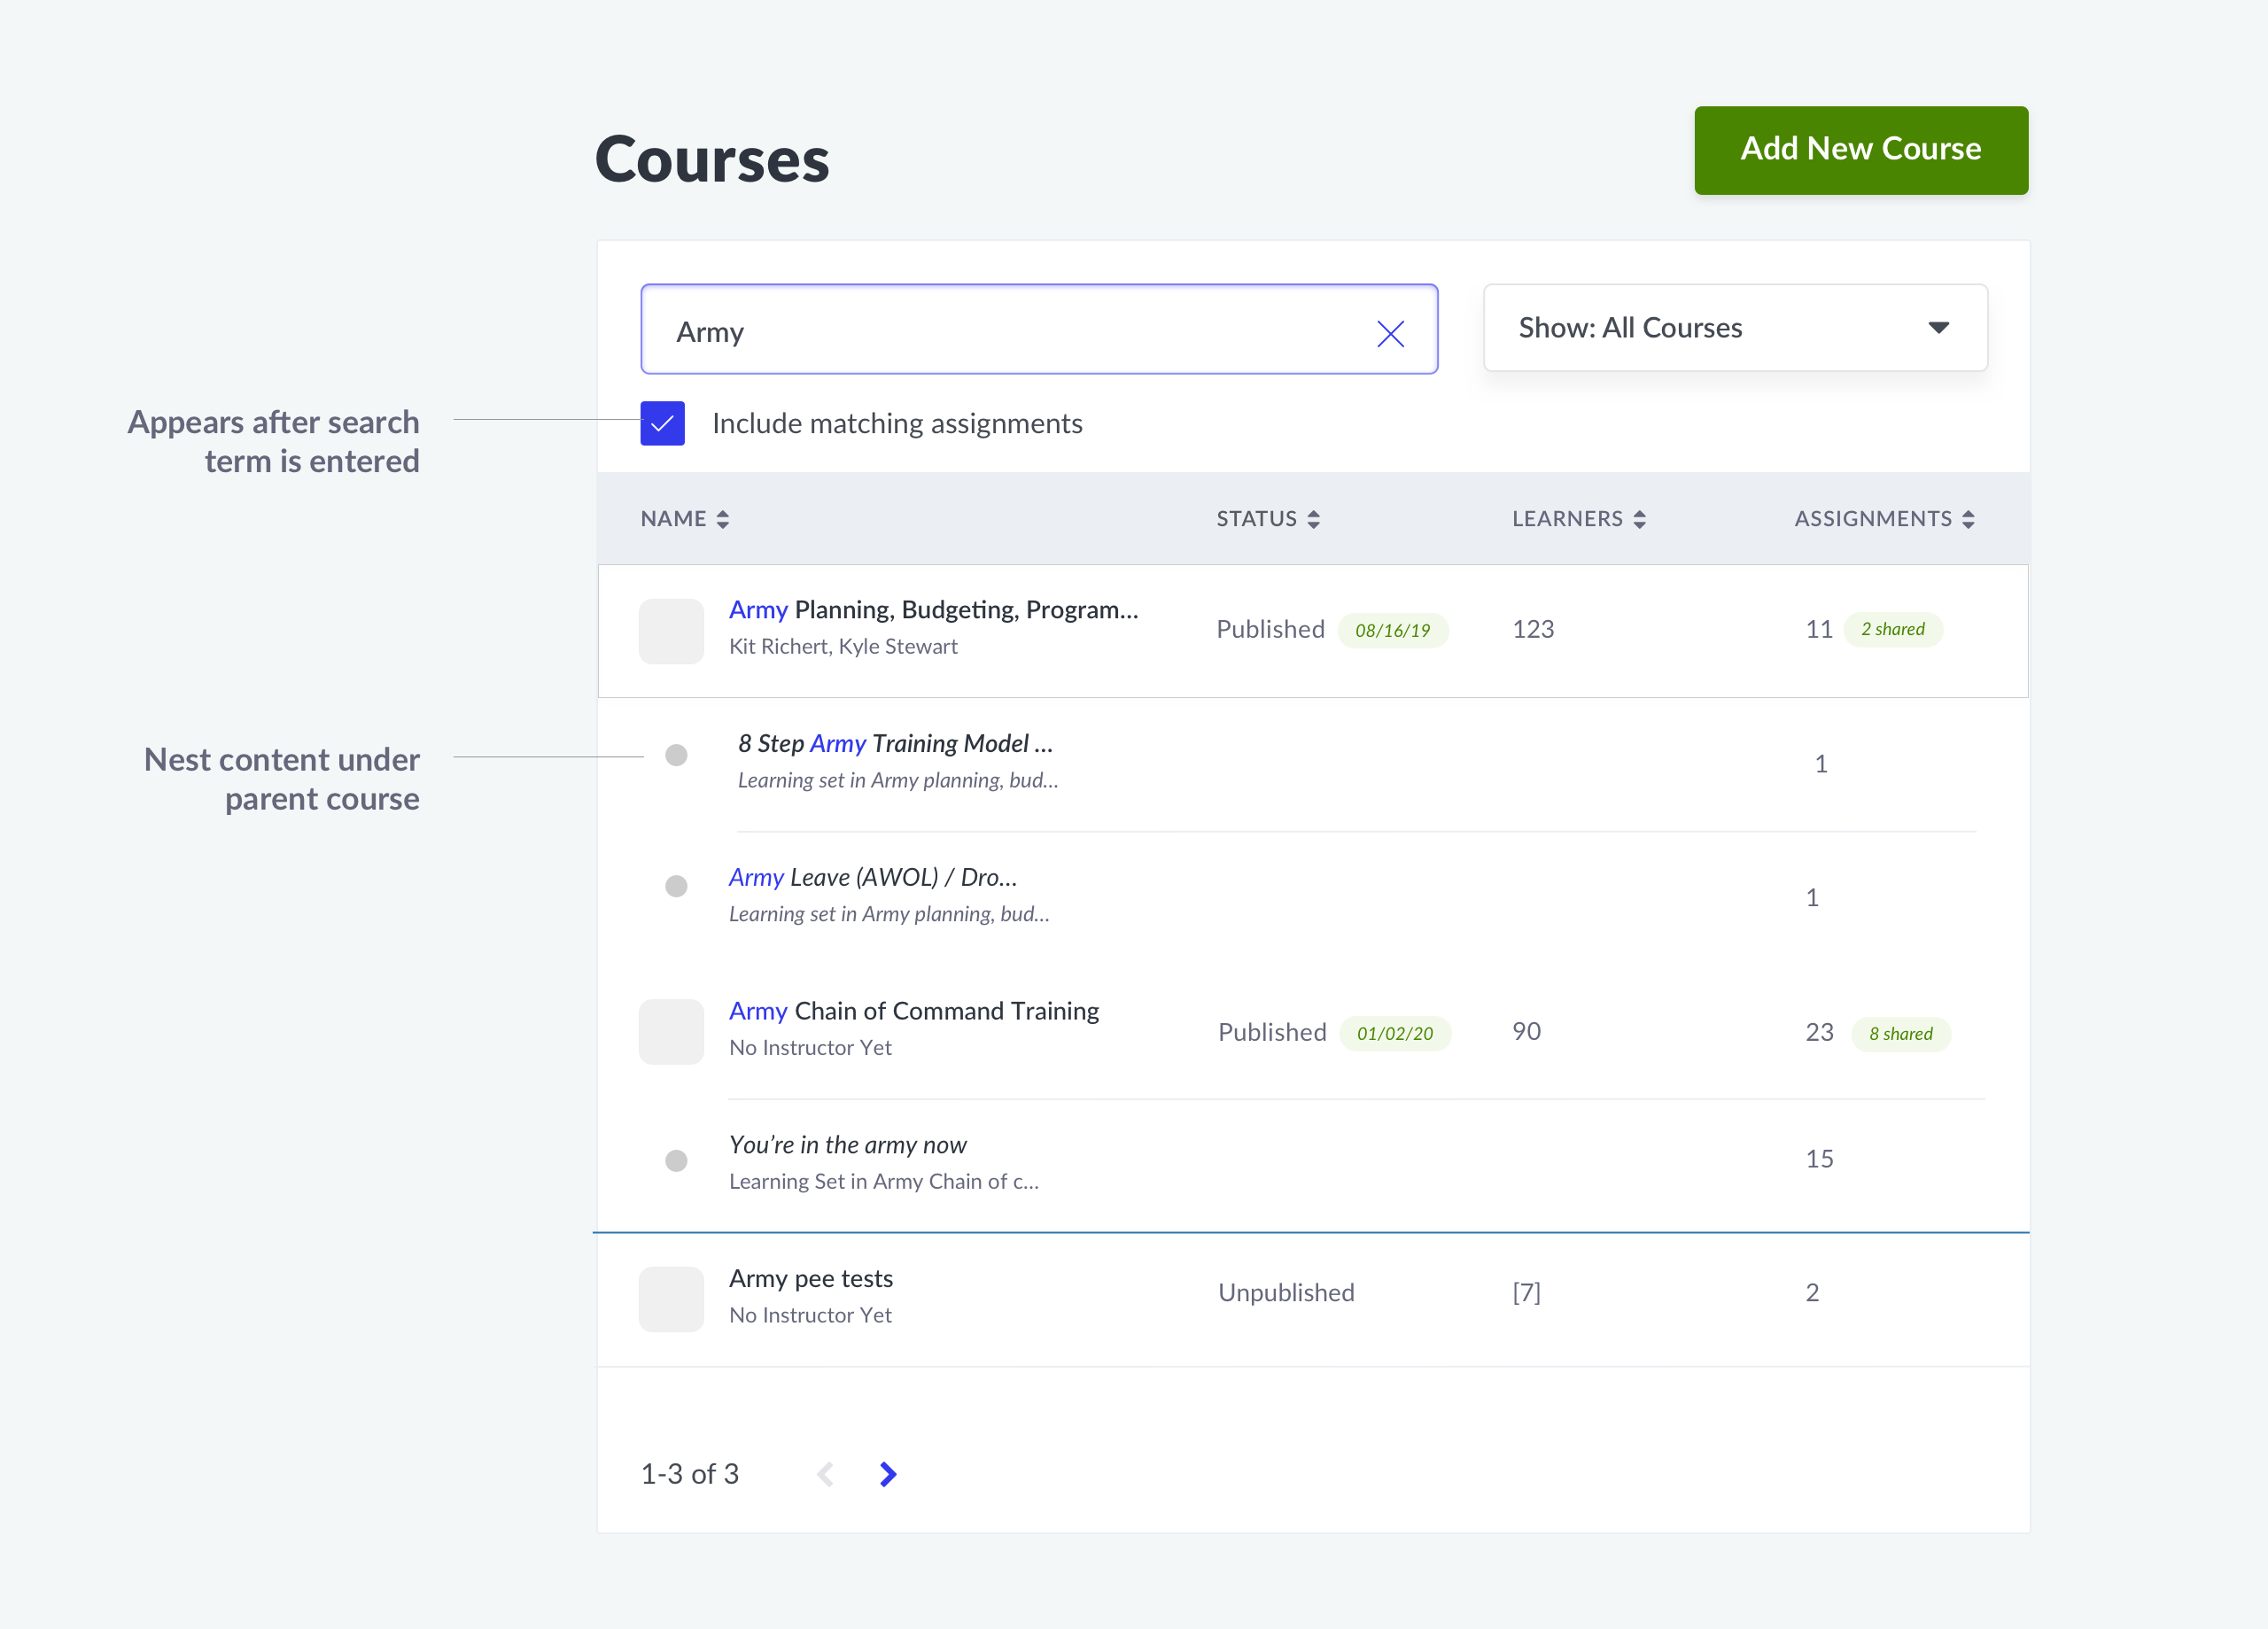 Courses
Add New Course
Army
Show: All Courses
Appears after search
term is entered
Include matching assignments
NAME STATUS LEARNERS ASSIGNMENTS
Army Planning, Budgeting, Program...
Kit Richert, Kyle Stewart
Published 08/16/19 123 11 2 shared
Nest content under
parent course
8 Step Army Training Model ...
Learning set in Army planning, bud...
1
Army Leave (AWOL) / Dro...
Learning set in Army planning, bud...
1
Army Chain of Command Training
No Instructor Yet
Published 01/02/20 90 23 8 shared
You’re in the army now
Learning Set in Army Chain of c...
15
Army pee tests
No Instructor Yet
Unpublished [7] 2
1-3 of 3